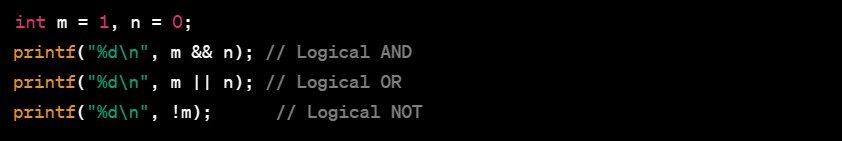 int m = 1, n = 0;
printf("%d\n", m && n); // Logical AND
printf("%d\n", m || n); // Logical OR
printf("%d\n", !m);      // Logical NOT